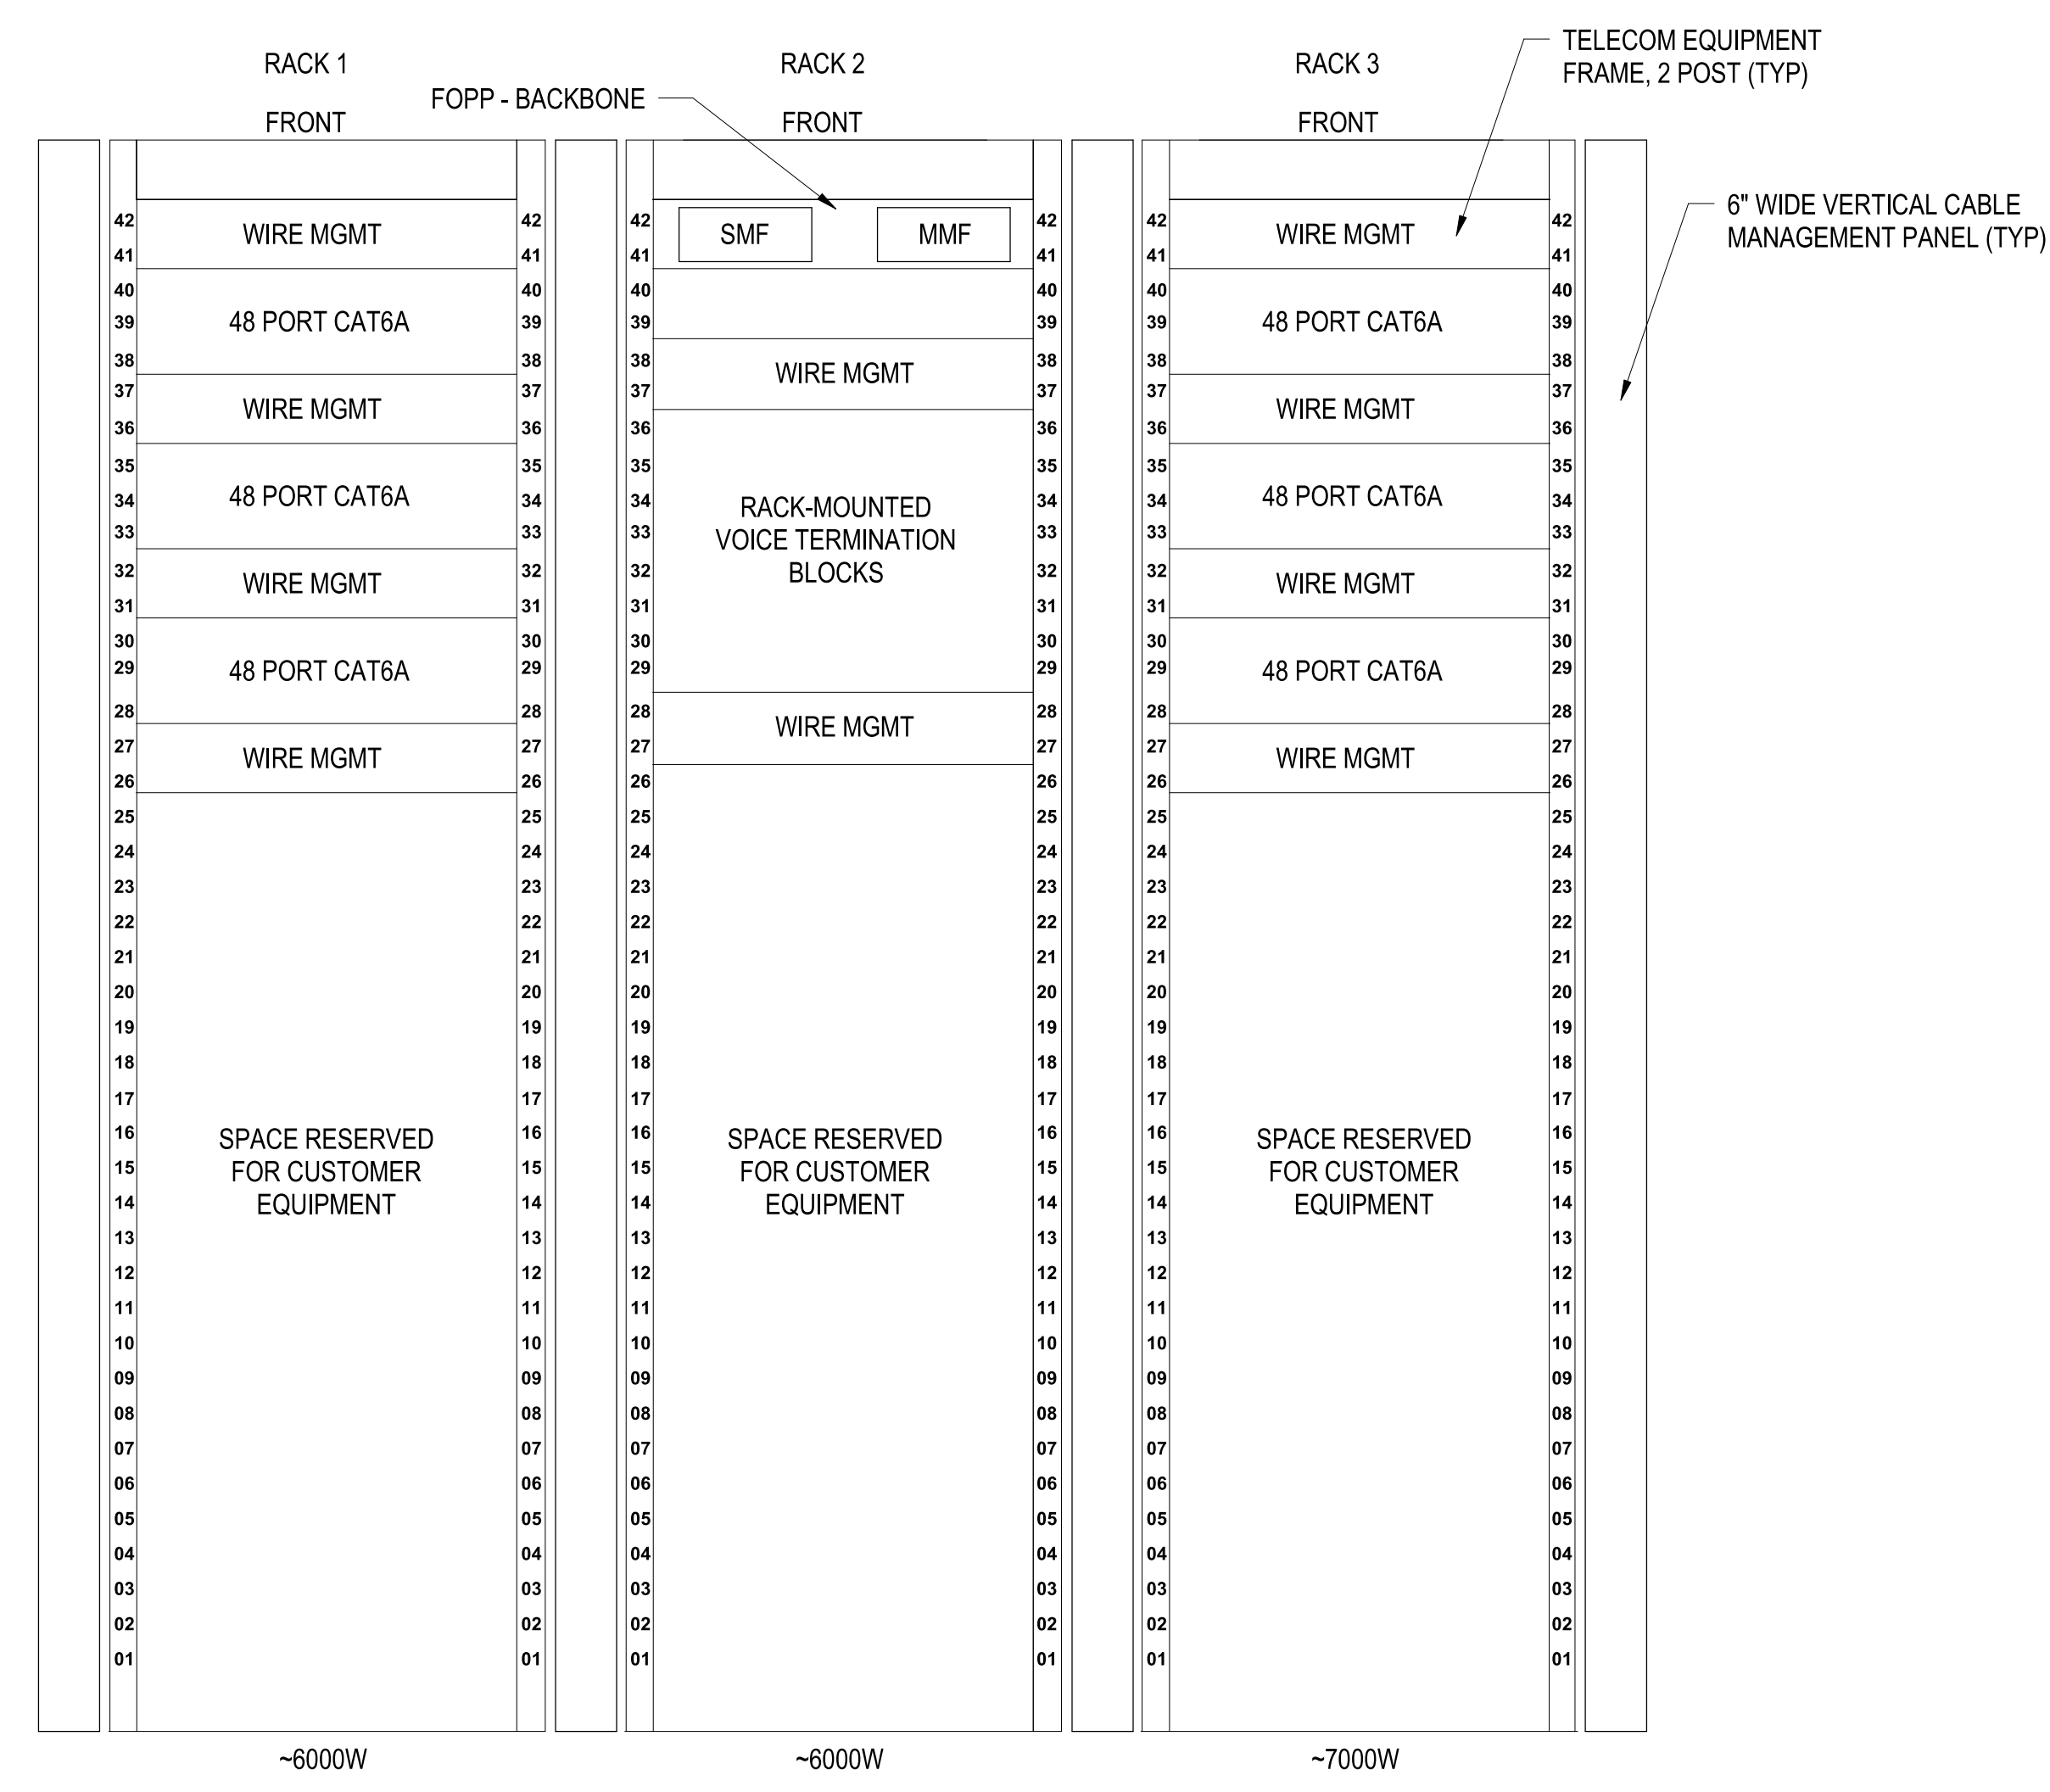 RACK 1
RACK 2
RACK 3
TELECOM EQUIPMENT
FRAME, 2 POST (TYP)
FOPP - BACKBONE
FRONT
FRONT
FRONT
6" WIDE VERTICAL CABLE
MANAGEMENT PANEL (TYP)
42 WIRE MGMT 42 42 SMF MMF 42 42 WIRE MGMT 42
41 41 41 41 41 41
40 40 40 40 40 40
39 48 PORT CAT6A 39 39 39 39 48 PORT CAT6A 39
38 38 38 WIRE MGMT 38 38 38
37 WIRE MGMT 37 37 37 37 WIRE MGMT 37
36 36 36 36 36 36
35 35 35 35 35 35
34 48 PORT CAT6A 34 34 RACK-MOUNTED 34 34 48 PORT CAT6A 34
33 33 33 VOICE TERMINATION 33 33 33
32 WIRE MGMT 32 32 BLOCKS 32 32 WIRE MGMT 32
31 31 31 31 31 31
30 30 30 30 30 30
29 48 PORT CAT6A 29 29 29 29 48 PORT CAT6A 29
28 28 28 WIRE MGMT 28 28 28
27 WIRE MGMT 27 27 27 27 WIRE MGMT 27
26 26 26 26 26 26
25 25 25 25 25 25
24 24 24 24 24 24
23 23 23 23 23 23
22 22 22 22 22 22
21 21 21 21 21 21
20 20 20 20 20 20
19 19 19 19 19 19
18 18 18 18 18 18
17 17 17 17 17 17
16 SPACE RESERVED 16 16 SPACE RESERVED 16 16 SPACE RESERVED 16
15 FOR CUSTOMER 15 15 FOR CUSTOMER 15 15 FOR CUSTOMER 15
14 EQUIPMENT 14 14 EQUIPMENT 14 14 EQUIPMENT 14
13 13 13 13 13 13
12 12 12 12 12 12
11 11 11 11 11 11
10 10 10 10 10 10
09 09 09 09 09 09
08 08 08 08 08 08
07 07 07 07 07 07
06 06 06 06 06 06
05 05 05 05 05 05
04 04 04 04 04 04
03 03 03 03 03 03
02 02 02 02 02 02
01 01 01 01 01 01
~6000W
~6000W
~7000W